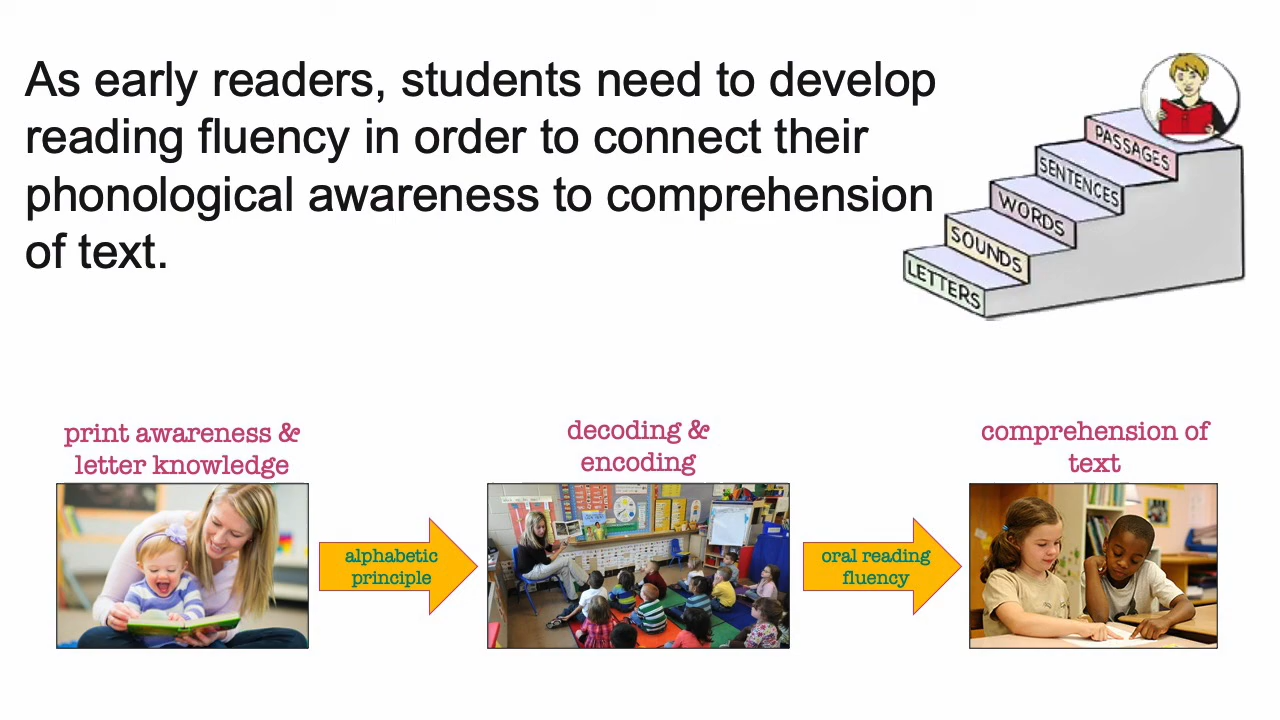 As early readers, students need to develop
reading fluency in order to connect their
phonological awareness to comprehension
of text.
PASSAGES
SENTENCES
WORDS
SOUNDS
LETTERS
print awareness &
letter knowledge
decoding &
encoding
comprehension of
text
alphabetic
principle
oral reading
fluency